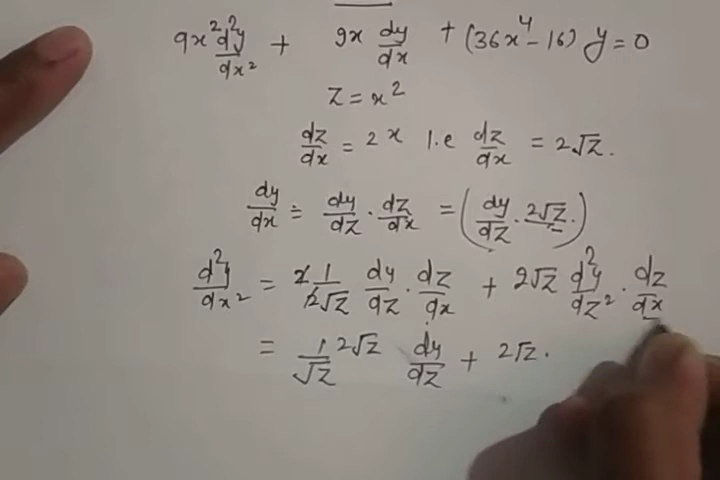 9x² d²y/dx² + 9x dy/dx + (36x⁴ - 16) y = 0
Z = x²
dz/dx = 2x i.e dz/dx = 2√z.
dy/dx = dy/dz · dz/dx = (dy/dz · 2√z.)
d²y/dx² = 2 1/2√z dy/dz · dz/dx + 2√z d²y/dz² · dz/dx
= 1/√z 2√z dy/dz + 2√z ·